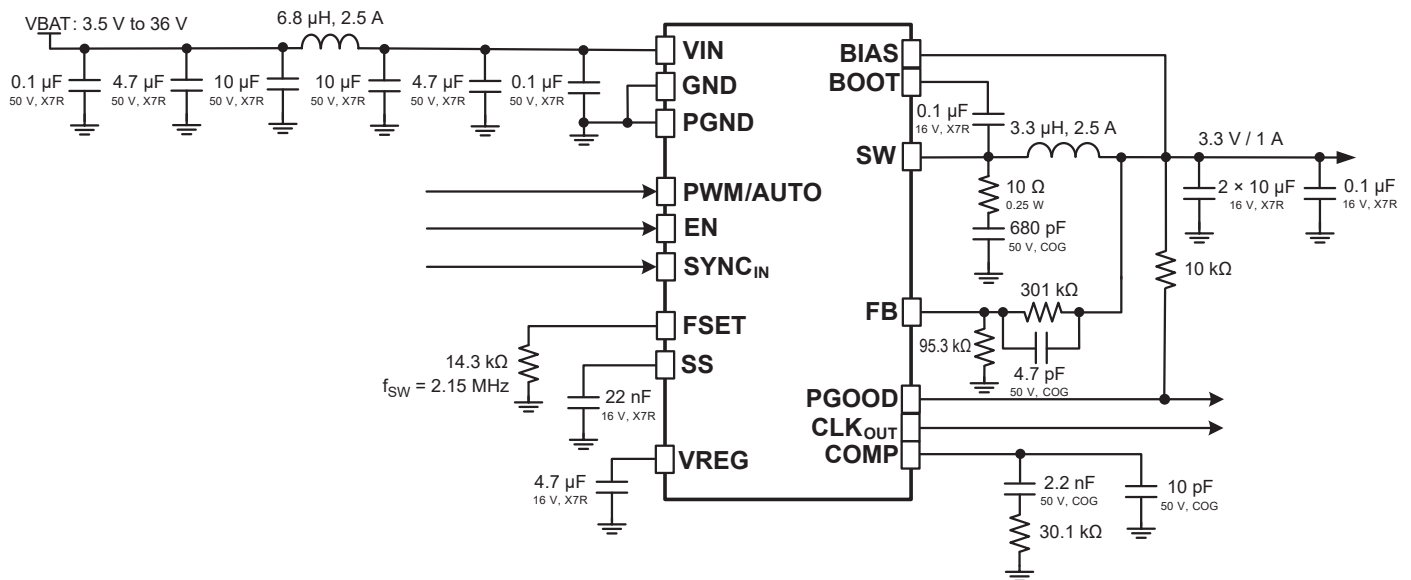 VBAT: 3.5 V to 36 V
6.8 µH, 2.5 A
0.1 µF
50 V, X7R
4.7 µF
50 V, X7R
10 µF
50 V, X7R
10 µF
50 V, X7R
4.7 µF
50 V, X7R
0.1 µF
50 V, X7R
VIN
GND
PGND
PWM/AUTO
EN
SYNCIN
FSET
14.3 kΩ
fSW = 2.15 MHz
SS
22 nF
16 V, X7R
VREG
4.7 µF
16 V, X7R
BIAS
BOOT
0.1 µF
16 V, X7R
3.3 µH, 2.5 A
SW
3.3 V / 1 A
10 Ω
0.25 W
680 pF
50 V, COG
2 × 10 µF
16 V, X7R
0.1 µF
16 V, X7R
10 kΩ
301 kΩ
FB
95.3 kΩ
4.7 pF
50 V, COG
PGOOD
CLKOUT
COMP
2.2 nF
50 V, COG
10 pF
50 V, COG
30.1 kΩ